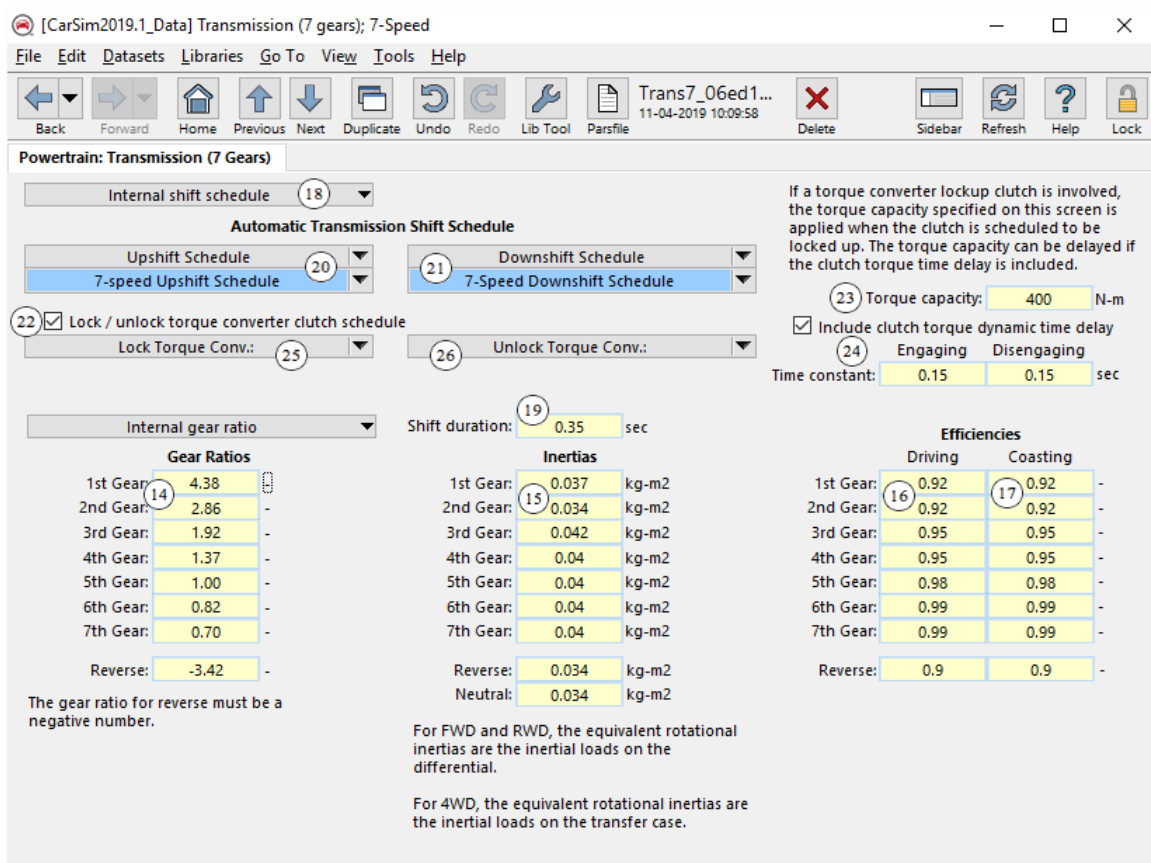 [CarSim2019.1_Data] Transmission (7 gears); 7-Speed
File Edit Datasets Libraries Go To View Tools Help
Back Forward Home Previous Next Duplicate Undo Redo Lib Tool Parsfile Trans7_06ed1... 11-04-2019 10:09:58 Delete Sidebar Refresh Help Lock
Powertrain: Transmission (7 Gears)
Internal shift schedule 18
Automatic Transmission Shift Schedule
Upshift Schedule 20
7-speed Upshift Schedule
21 Downshift Schedule
7-Speed Downshift Schedule
22 Lock / unlock torque converter clutch schedule
Lock Torque Conv.: 25
26 Unlock Torque Conv.:
If a torque converter lockup clutch is involved,
the torque capacity specified on this screen is
applied when the clutch is scheduled to be
locked up. The torque capacity can be delayed if
the clutch torque time delay is included.
23 Torque capacity: 400 N-m
Include clutch torque dynamic time delay
24 Engaging Disengaging
Time constant: 0.15 0.15 sec
Internal gear ratio
19
Shift duration: 0.35 sec
Gear Ratios
1st Gear: 4.38 -
14
2nd Gear: 2.86 -
3rd Gear: 1.92 -
4th Gear: 1.37 -
5th Gear: 1.00 -
6th Gear: 0.82 -
7th Gear: 0.70 -
Reverse: -3.42 -
The gear ratio for reverse must be a
negative number.
Inertias
1st Gear: 0.037 kg-m2
15
2nd Gear: 0.034 kg-m2
3rd Gear: 0.042 kg-m2
4th Gear: 0.04 kg-m2
5th Gear: 0.04 kg-m2
6th Gear: 0.04 kg-m2
7th Gear: 0.04 kg-m2
Reverse: 0.034 kg-m2
Neutral: 0.034 kg-m2
For FWD and RWD, the equivalent rotational
inertias are the inertial loads on the
differential.
For 4WD, the equivalent rotational inertias are
the inertial loads on the transfer case.
Efficiencies
Driving Coasting
1st Gear: 0.92 0.92 -
16 17
2nd Gear: 0.92 0.92 -
3rd Gear: 0.95 0.95 -
4th Gear: 0.95 0.95 -
5th Gear: 0.98 0.98 -
6th Gear: 0.99 0.99 -
7th Gear: 0.99 0.99 -
Reverse: 0.9 0.9 -